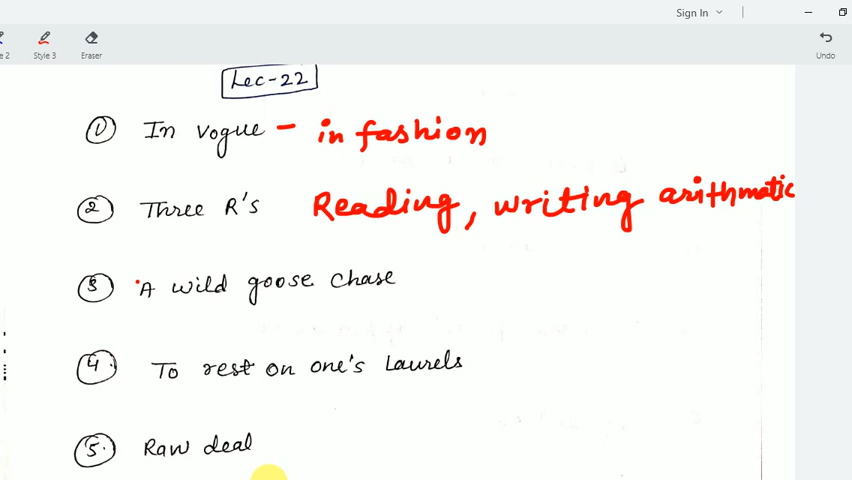 Sign In
e 2
Style 3
Eraser
Undo
Lec-22
1 In vogue - in fashion
2 Three R's Reading, writing arithmatic
3 A wild goose chase
4. To rest on one's Laurels
5. Raw deal